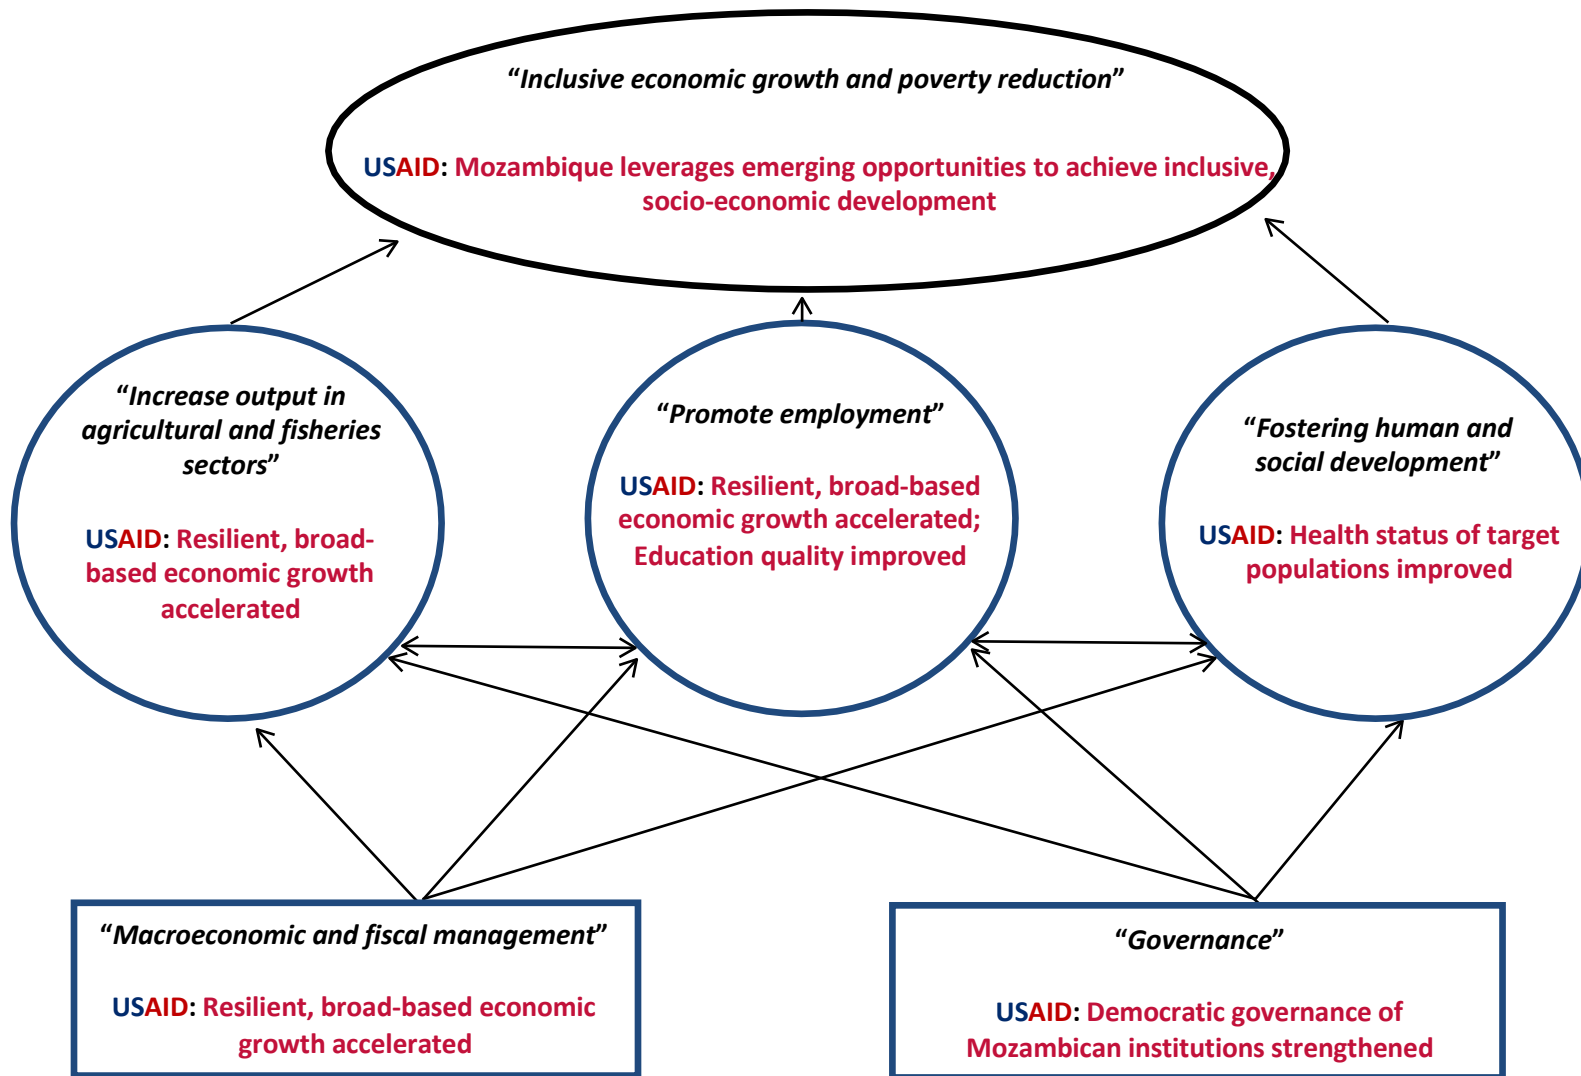 “Inclusive economic growth and poverty reduction”
USAID: Mozambique leverages emerging opportunities to achieve inclusive,
socio-economic development
“Increase output in
agricultural and fisheries
sectors”
USAID: Resilient, broad-
based economic growth
accelerated
“Promote employment”
USAID: Resilient, broad-based
economic growth accelerated;
Education quality improved
“Fostering human and
social development”
USAID: Health status of target
populations improved
“Macroeconomic and fiscal management”
USAID: Resilient, broad-based economic
growth accelerated
“Governance”
USAID: Democratic governance of
Mozambican institutions strengthened